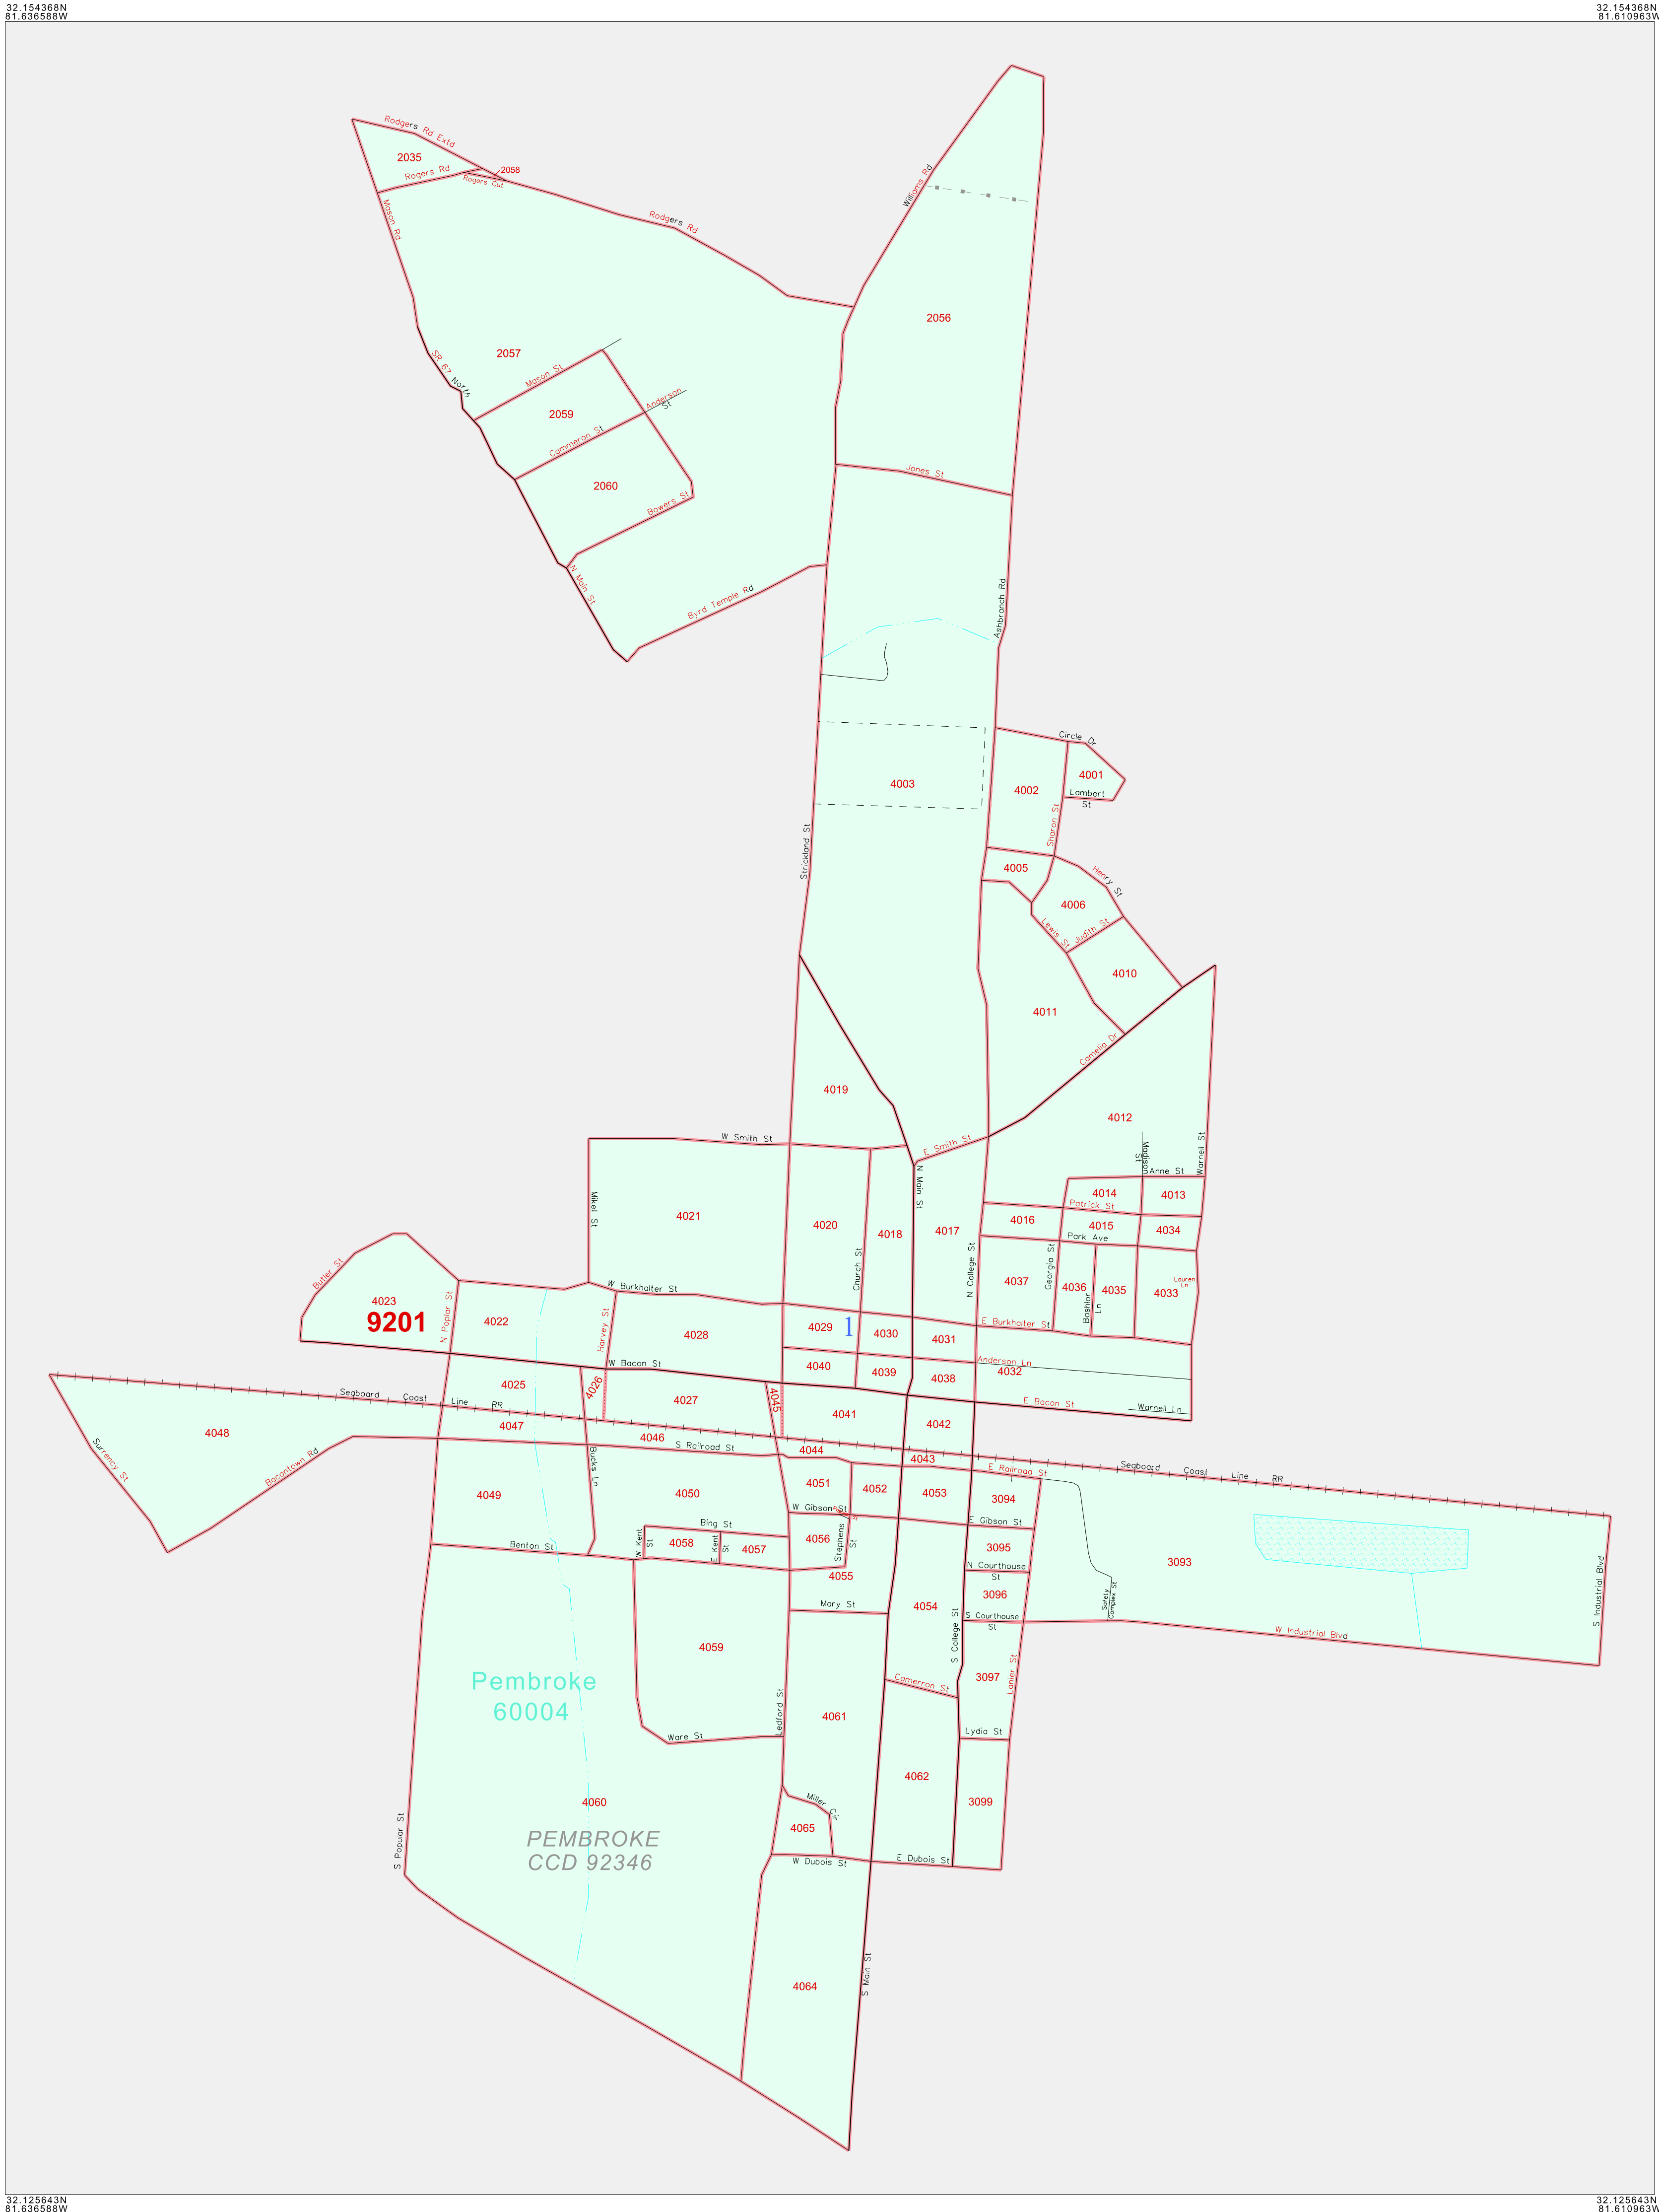 32.154368N
81.636588W
32.154368N
81.610963W
Rodgers Rd Extd
2035
Rogers Rd
2058
Rogers Cut
Mason Rd
Rodgers Rd
Williams Rd
2056
2057
SR 67 North
Mason St
2059
Anderson
St
Cammeron St
2060
Bowers St
Jones St
N Main St
Byrd Temple Rd
Ashbranch Rd
Circle Dr
4001
4002
Lambert
St
4003
Sharon St
Strickland St
4005
Henry St
4006
Lewis St
Judith St
4010
4011
Camelia Dr
4019
4012
W Smith St
E Smith St
Madison
St
Warnell St
Anne St
N Main St
Mikell St
4014
4013
Patrick St
4021
4020
4018
4017
4016
4015
4034
Park Ave
Church St
N College St
Georgia St
Butler St
4037
4036
4035
4033
Lauren
Ln
Bashlor
Ln
W Burkhalter St
4023
9201
N Poplar St
4022
Harvey St
4028
4029
1
4030
4031
E Burkhalter St
W Bacon St
4040
4039
4038
Anderson Ln
4032
4025
4026
4027
4045
4041
E Bacon St
Warnell Ln
Seaboard Coast Line RR
4047
4042
4048
4046
S Railroad St
4044
4043
E Railroad St
Seaboard Coast Line RR
Surrency St
Bacontown Rd
Bucks Ln
4049
4050
4051
4052
4053
3094
W Gibson St
E Gibson St
Bing St
W Kent
St
4058
E Kent
St
4057
4056
Stephens
St
3095
Benton St
N Courthouse
St
3093
4055
3096
Safety
Complex St
S Industrial Blvd
Mary St
4054
S Courthouse
St
W Industrial Blvd
4059
S College St
Pembroke
60004
Camerron St
3097
Lanier St
Ledford St
4061
Ware St
Lydia St
4062
4060
Miller Cir
3099
4065
PEMBROKE
CCD 92346
S Popular St
W Dubois St
E Dubois St
4064
S Main St
32.125643N
81.636588W
32.125643N
81.610963W